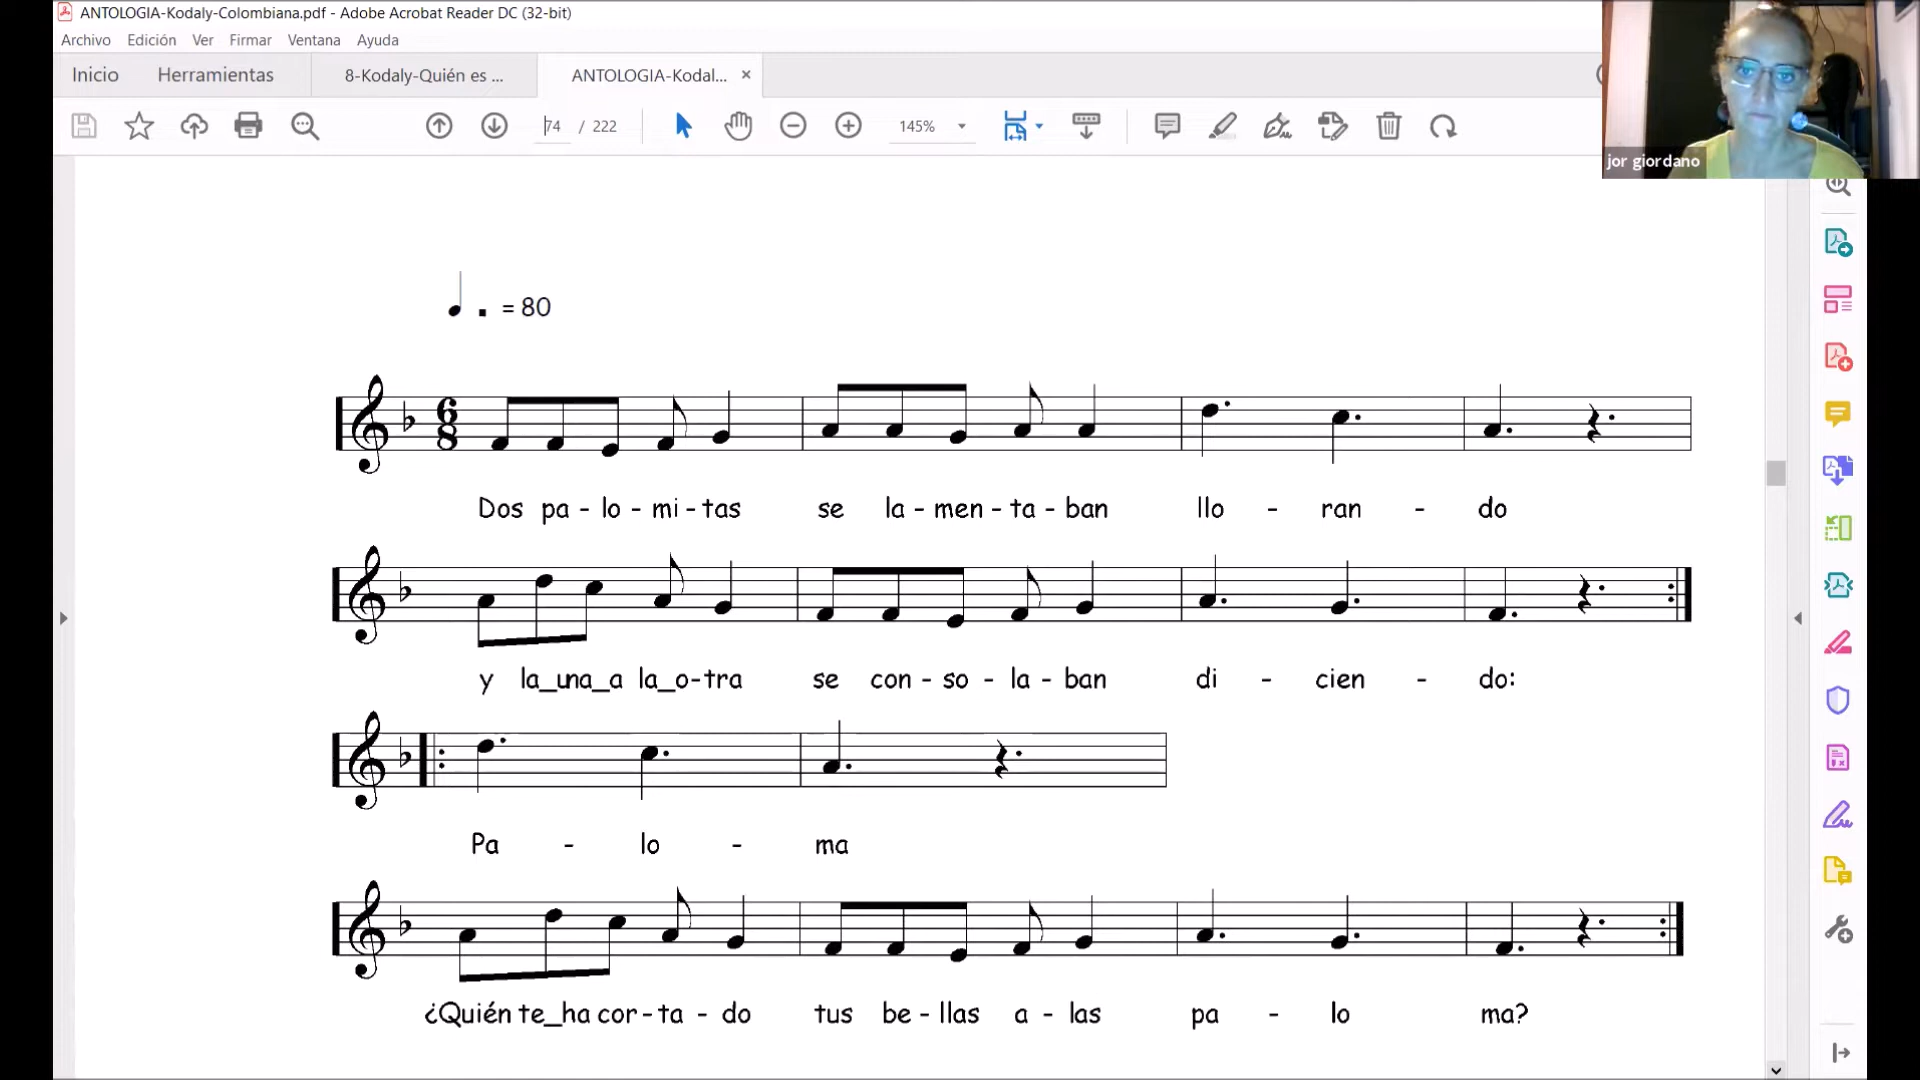 ANTOLOGIA-Kodaly-Colombiana.pdf - Adobe Acrobat Reader DC (32-bit)
Archivo Edición Ver Firmar Ventana Ayuda
Inicio Herramientas 8-Kodaly-Quién es ... ANTOLOGIA-Kodal... ×
74 / 222 145%
jor giordano
= 80
6
8
Dos pa - lo - mi - tas se la - men - ta - ban llo - ran - do
y la_una_a la_o-tra se con - so - la - ban di - cien - do:
Pa - lo - ma
¿Quién te_ha cor - ta - do tus be - llas a - las pa - lo ma?